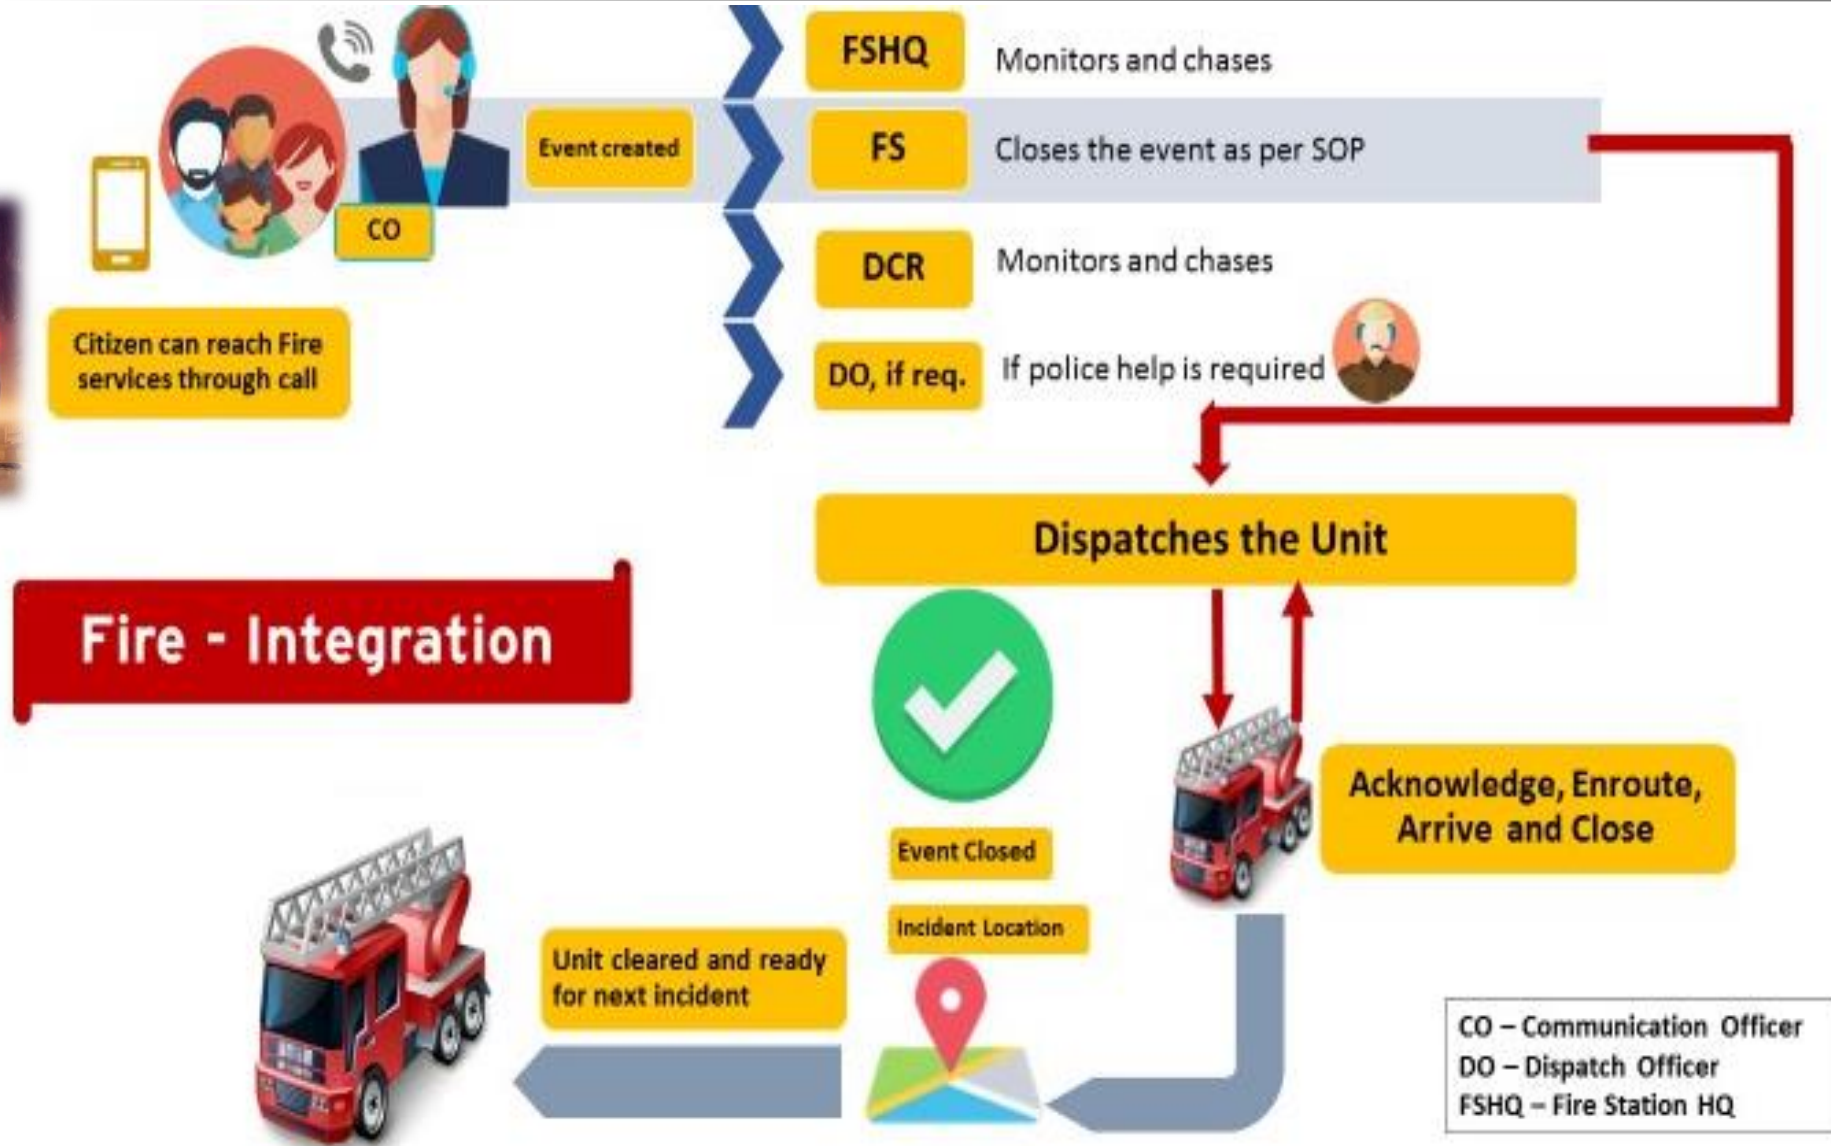 FSHQ
Monitors and chases
Event created
FS
Closes the event as per SOP
CO
DCR
Monitors and chases
Citizen can reach Fire
services through call
DO, if req.
If police help is required
Dispatches the Unit
Fire - Integration
Acknowledge, Enroute,
Arrive and Close
Event Closed
Incident Location
Unit cleared and ready
for next incident
CO – Communication Officer
DO – Dispatch Officer
FSHQ – Fire Station HQ